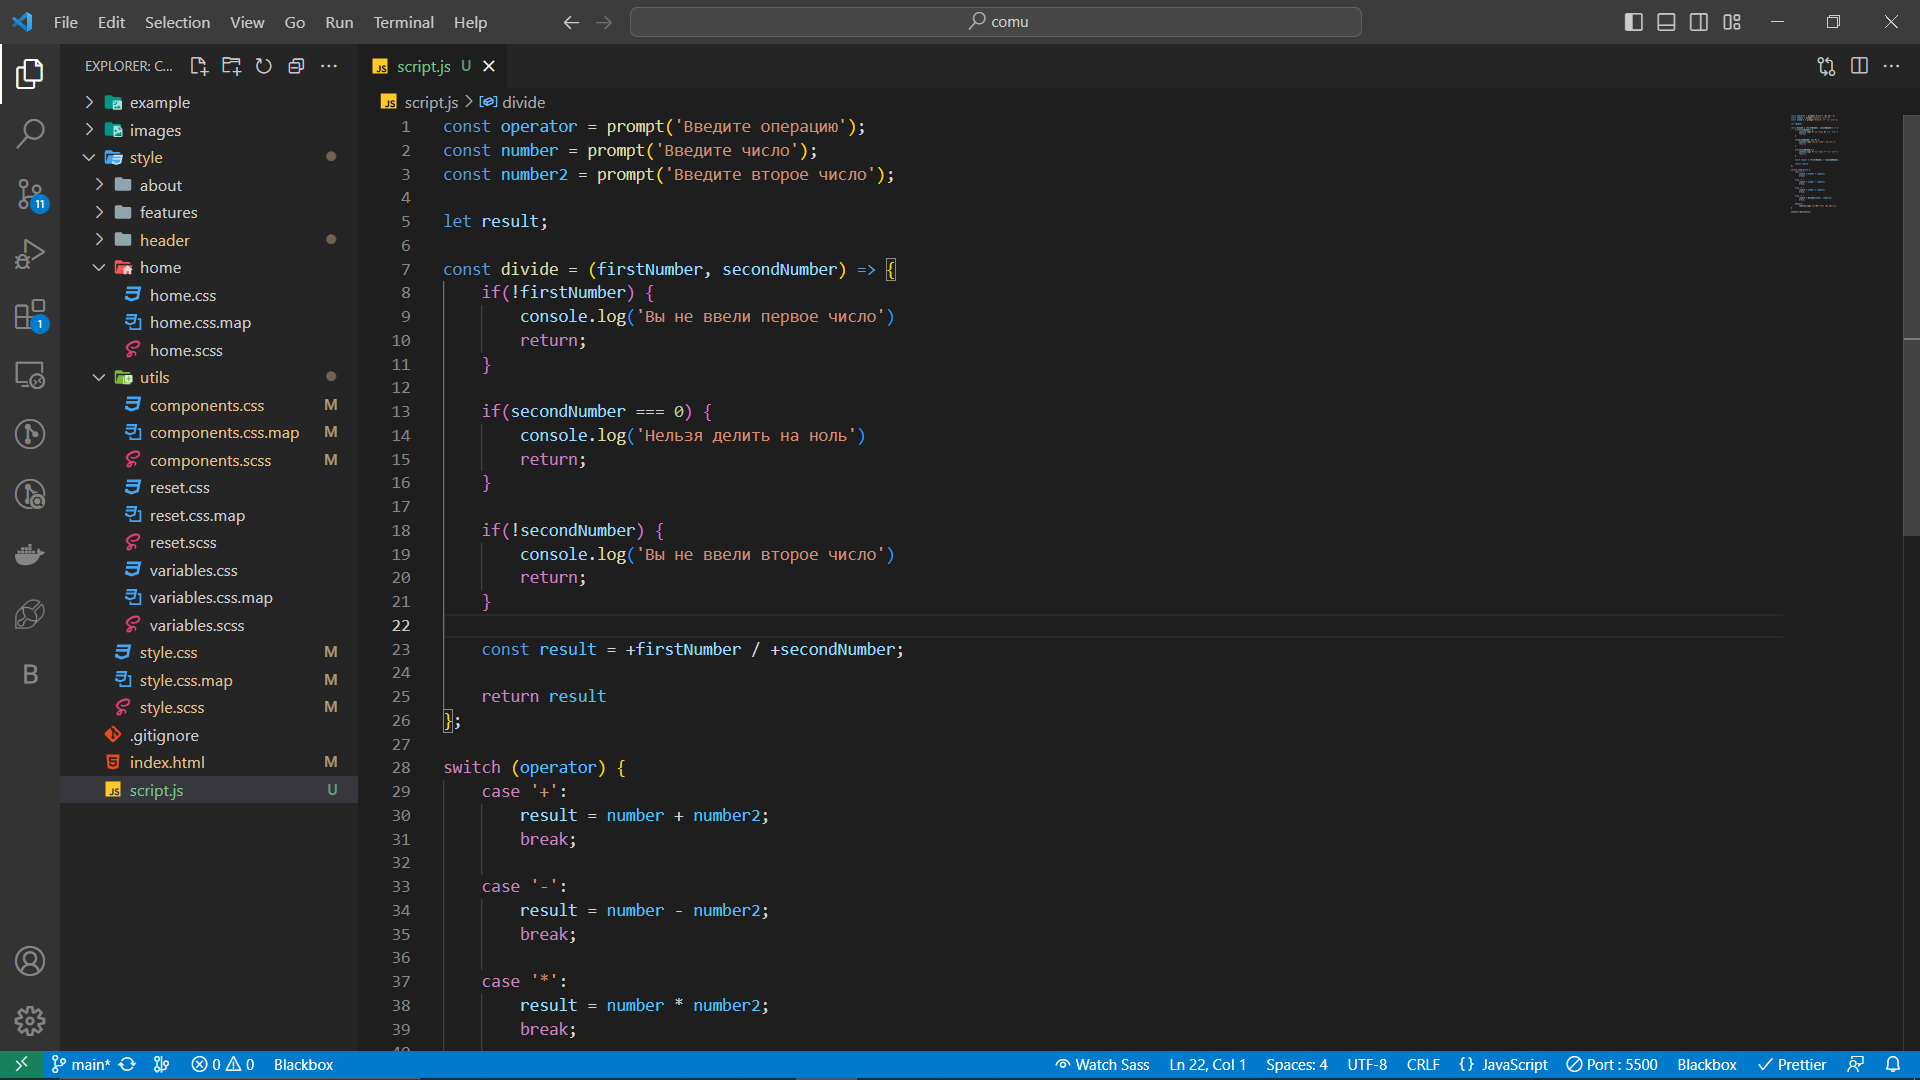 File Edit Selection View Go Run Terminal Help
comu
EXPLORER: C...
example
images
style
about
features
header
home
home.css
home.css.map
home.scss
utils
components.css M
components.css.map M
components.scss M
reset.css
reset.css.map
reset.scss
variables.css
variables.css.map
variables.scss
style.css M
style.css.map M
style.scss M
.gitignore
index.html M
script.js U
11
1
B
script.js U
script.js > divide
1 const operator = prompt('Введите операцию');
2 const number = prompt('Введите число');
3 const number2 = prompt('Введите второе число');
4
5 let result;
6
7 const divide = (firstNumber, secondNumber) => {
8 if(!firstNumber) {
9 console.log('Вы не ввели первое число')
10 return;
11 }
12
13 if(secondNumber === 0) {
14 console.log('Нельзя делить на ноль')
15 return;
16 }
17
18 if(!secondNumber) {
19 console.log('Вы не ввели второе число')
20 return;
21 }
22
23 const result = +firstNumber / +secondNumber;
24
25 return result
26 };
27
28 switch (operator) {
29 case '+':
30 result = number + number2;
31 break;
32
33 case '-':
34 result = number - number2;
35 break;
36
37 case '*':
38 result = number * number2;
39 break;
main* 0 0 Blackbox Watch Sass Ln 22, Col 1 Spaces: 4 UTF-8 CRLF {} JavaScript Port : 5500 Blackbox Prettier